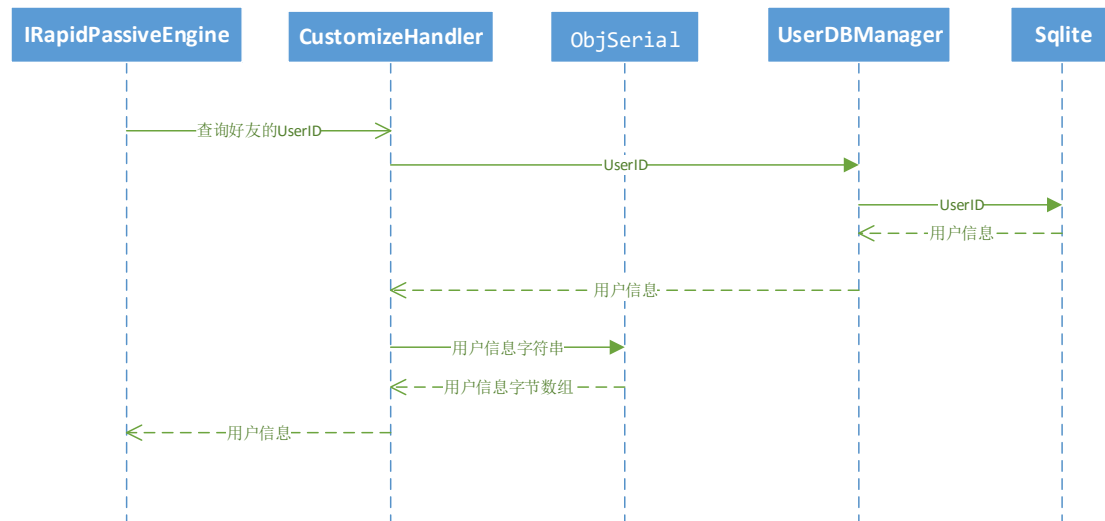 IRapidPassiveEngine
CustomizeHandler
ObjSerial
UserDBManager
Sqlite
查询好友的UserID
UserID
UserID
用户信息
用户信息
用户信息字符串
用户信息字节数组
用户信息